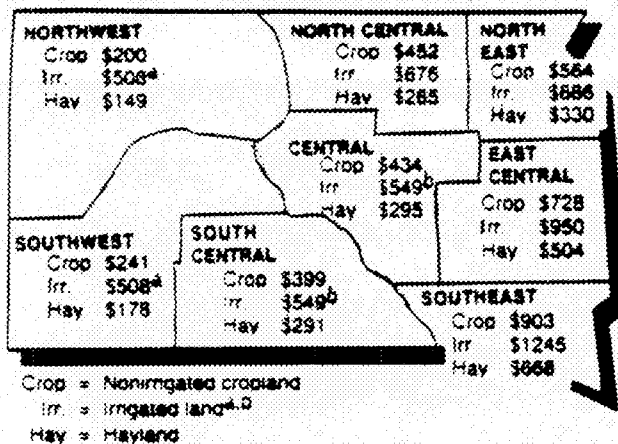 NORTHWEST
Crop $200
Irr. $508a
Hay $149
NORTH CENTRAL
Crop $452
Irr. $676
Hay $265
NORTH
EAST
Crop $564
Irr. $686
Hay $330
CENTRAL
Crop $434
Irr $549b
Hay $295
EAST
CENTRAL
Crop $728
Irr $950
Hay $504
SOUTHWEST
Crop $241
Irr. $508a
Hay $178
SOUTH
CENTRAL
Crop $399
Irr $549b
Hay $291
SOUTHEAST
Crop $903
Irr $1245
Hay $668
Crop = Nonirrigated cropland
Irr. = Irrigated land a,b
Hay = Hayland